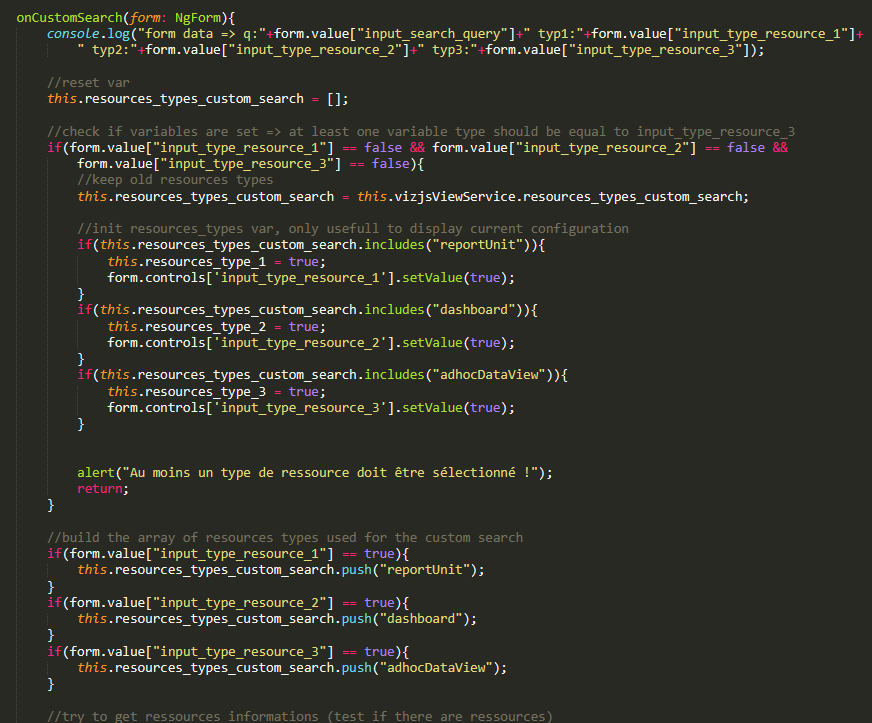 onCustomSearch(form: NgForm){
console.log("form data => q:"+form.value["input_search_query"]+" typ1:"+form.value["input_type_resource_1"]+
" typ2:"+form.value["input_type_resource_2"]+" typ3:"+form.value["input_type_resource_3"]);
//reset var
this.resources_types_custom_search = [];
//check if variables are set => at least one variable type should be equal to input_type_resource_3
if(form.value["input_type_resource_1"] == false && form.value["input_type_resource_2"] == false &&
form.value["input_type_resource_3"] == false){
//keep old resources types
this.resources_types_custom_search = this.vizjsViewService.resources_types_custom_search;
//init resources_types var, only usefull to display current configuration
if(this.resources_types_custom_search.includes("reportUnit")){
this.resources_type_1 = true;
form.controls['input_type_resource_1'].setValue(true);
}
if(this.resources_types_custom_search.includes("dashboard")){
this.resources_type_2 = true;
form.controls['input_type_resource_2'].setValue(true);
}
if(this.resources_types_custom_search.includes("adhocDataView")){
this.resources_type_3 = true;
form.controls['input_type_resource_3'].setValue(true);
}
alert("Au moins un type de ressource doit être sélectionné !");
return;
}
//build the array of resources types used for the custom search
if(form.value["input_type_resource_1"] == true){
this.resources_types_custom_search.push("reportUnit");
}
if(form.value["input_type_resource_2"] == true){
this.resources_types_custom_search.push("dashboard");
}
if(form.value["input_type_resource_3"] == true){
this.resources_types_custom_search.push("adhocDataView");
}
//try to get ressources informations (test if there are ressources)